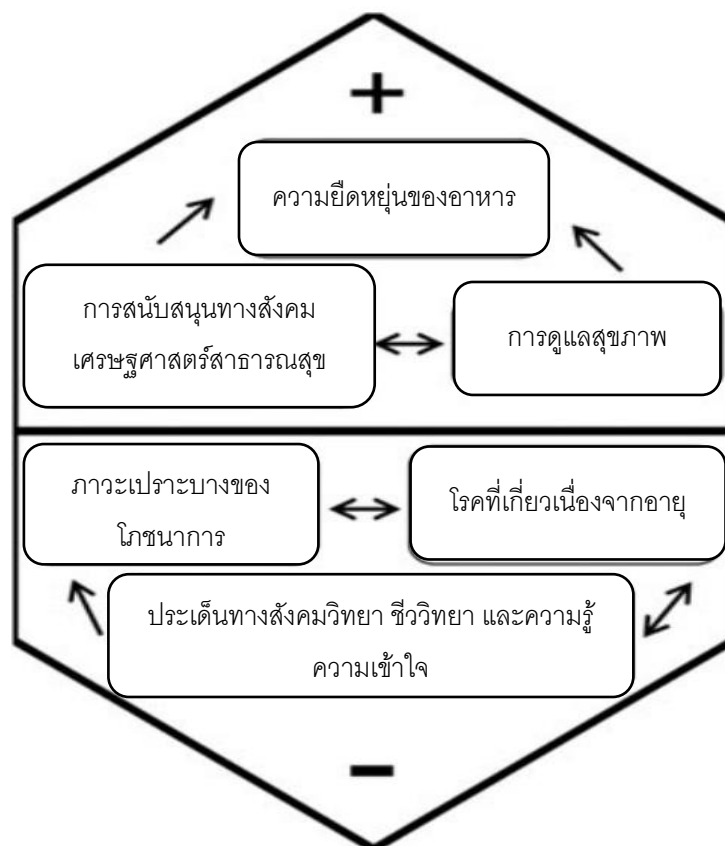 +
ความยืดหยุ่นของอาหาร
การสนับสนุนทางสังคม
เศรษฐศาสตร์สาธารณสุข
การดูแลสุขภาพ
ภาวะเปราะบางของ
โภชนาการ
โรคที่เกี่ยวเนื่องจากอายุ
ประเด็นทางสังคมวิทยา ชีววิทยา และความรู้
ความเข้าใจ
-